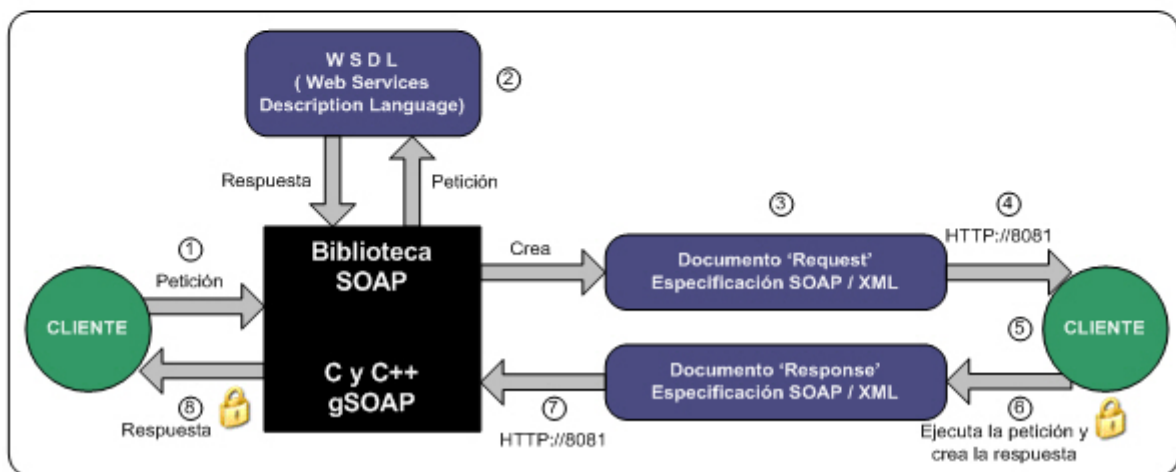 W S D L
( Web Services
Description Language)
②
Respuesta
Petición
①
Petición
CLIENTE
Biblioteca
SOAP
C y C++
gSOAP
Crea
③
Documento ‘Request’
Especificación SOAP / XML
④
HTTP://8081
⑤
CLIENTE
Documento ‘Response’
Especificación SOAP / XML
⑥
Ejecuta la petición y
crea la respuesta
⑦
HTTP://8081
⑧
Respuesta